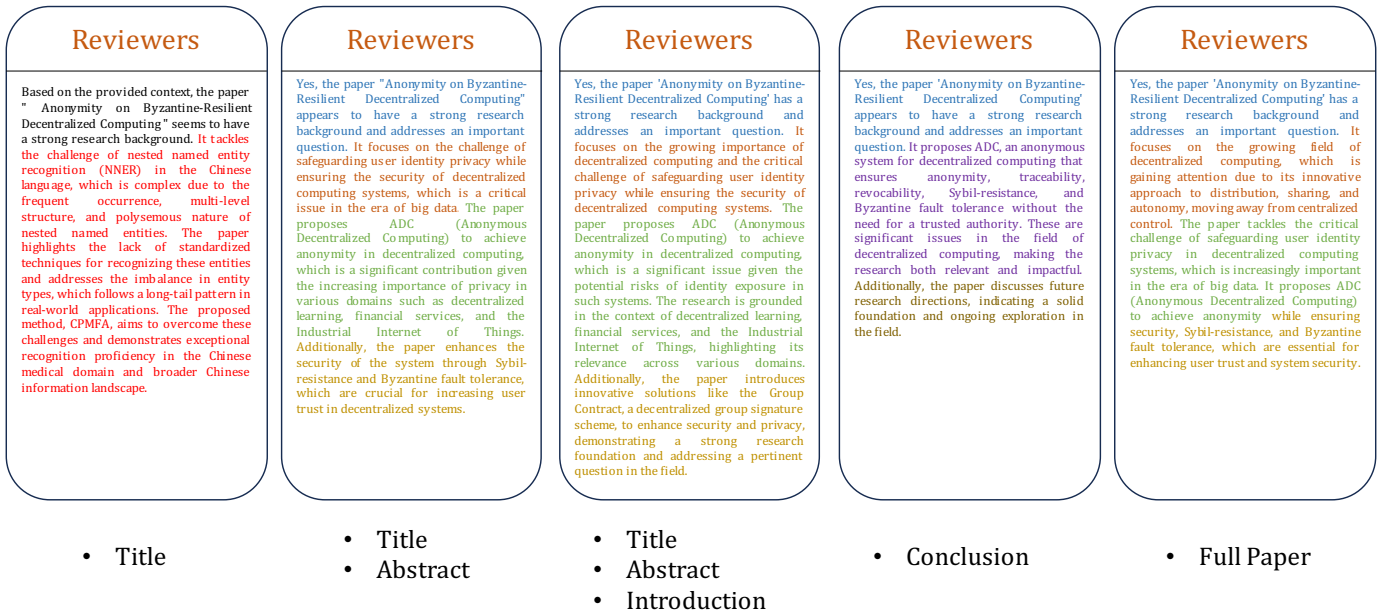 Reviewers
Based on the provided context, the paper
" Anonymity on Byzantine-Resilient
Decentralized Computing" seems to have
a strong research background. It tackles
the challenge of nested named entity
recognition (NNER) in the Chinese
language, which is complex due to the
frequent occurrence, multi-level
structure, and polysemous nature of
nested named entities. The paper
highlights the lack of standardized
techniques for recognizing these entities
and addresses the imbalance in entity
types, which follows a long-tail pattern in
real-world applications. The proposed
method, CPMFA, aims to overcome these
challenges and demonstrates exceptional
recognition proficiency in the Chinese
medical domain and broader Chinese
information landscape.
• Title
Reviewers
Yes, the paper "Anonymity on Byzantine-
Resilient Decentralized Computing"
appears to have a strong research
background and addresses an important
question. It focuses on the challenge of
safeguarding user identity privacy while
ensuring the security of decentralized
computing systems, which is a critical
issue in the era of big data. The paper
proposes ADC (Anonymous
Decentralized Computing) to achieve
anonymity in decentralized computing,
which is a significant contribution given
the increasing importance of privacy in
various domains such as decentralized
learning, financial services, and the
Industrial Internet of Things.
Additionally, the paper enhances the
security of the system through Sybil-
resistance and Byzantine fault tolerance,
which are crucial for increasing user
trust in decentralized systems.
• Title
• Abstract
Reviewers
Yes, the paper 'Anonymity on Byzantine-
Resilient Decentralized Computing' has a
strong research background and
addresses an important question. It
focuses on the growing importance of
decentralized computing and the critical
challenge of safeguarding user identity
privacy while ensuring the security of
decentralized computing systems. The
paper proposes ADC (Anonymous
Decentralized Computing) to achieve
anonymity in decentralized computing,
which is a significant issue given the
potential risks of identity exposure in
such systems. The research is grounded
in the context of decentralized learning,
financial services, and the Industrial
Internet of Things, highlighting its
relevance across various domains.
Additionally, the paper introduces
innovative solutions like the Group
Contract, a decentralized group signature
scheme, to enhance security and privacy,
demonstrating a strong research
foundation and addressing a pertinent
question in the field.
• Title
• Abstract
• Introduction
Reviewers
Yes, the paper 'Anonymity on Byzantine-
Resilient Decentralized Computing'
appears to have a strong research
background and addresses an important
question. It proposes ADC, an anonymous
system for decentralized computing that
ensures anonymity, traceability,
revocability, Sybil-resistance, and
Byzantine fault tolerance without the
need for a trusted authority. These are
significant issues in the field of
decentralized computing, making the
research both relevant and impactful.
Additionally, the paper discusses future
research directions, indicating a solid
foundation and ongoing exploration in
the field.
• Conclusion
Reviewers
Yes, the paper 'Anonymity on Byzantine-
Resilient Decentralized Computing' has a
strong research background and
addresses an important question. It
focuses on the growing field of
decentralized computing, which is
gaining attention due to its innovative
approach to distribution, sharing, and
autonomy, moving away from centralized
control. The paper tackles the critical
challenge of safeguarding user identity
privacy in decentralized computing
systems, which is increasingly important
in the era of big data. It proposes ADC
(Anonymous Decentralized Computing)
to achieve anonymity while ensuring
security, Sybil-resistance, and Byzantine
fault tolerance, which are essential for
enhancing user trust and system security.
• Full Paper